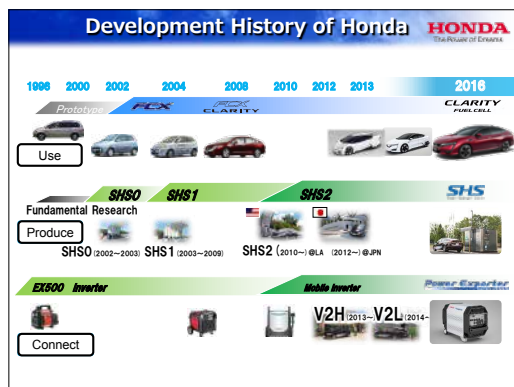 Development History of Honda
HONDA
The Power of Dreams
1996 2000 2002 2004 2008 2010 2012 2013 2016
Prototype FCX FCX CLARITY CLARITY FUEL CELL
Use
SHS0 SHS1 SHS2 SHS
Fundamental Research
Produce
SHS0 (2002~2003) SHS1 (2003~2009) SHS2 (2010~) @LA (2012~) @JPN
EX500 Inverter Mobile Inverter Power Exporter
V2H (2013~ V2L (2014~
Connect